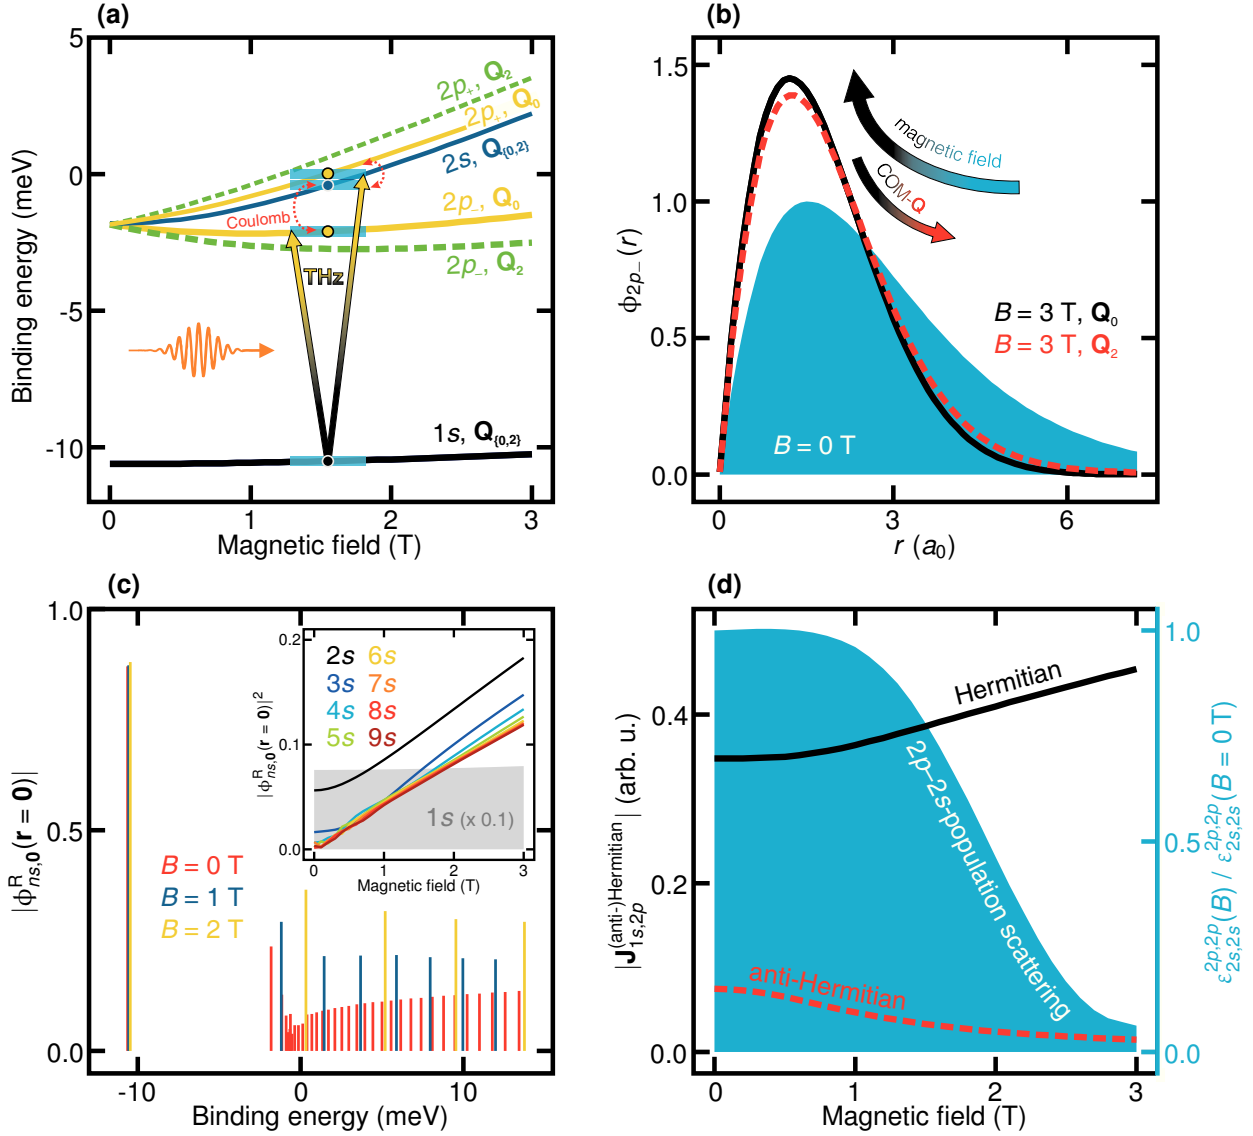 (a)
5
0
-5
-10
Binding energy (meV)
0
1
2
3
Magnetic field (T)
2p₊, Q₂
2p₊, Q₀
2s, Q{0,2}
2p₋, Q₀
2p₋, Q₂
Coulomb
THz
1s, Q{0,2}
(b)
1.5
1.0
0.5
0.0
ϕ2p₋(r)
0
3
6
r (a₀)
magnetic field
COM-Q
B = 3 T, Q₀
B = 3 T, Q₂
B = 0 T
(c)
1.0
0.5
0.0
|ϕᴿns,0(r = 0)|
-10
0
10
Binding energy (meV)
B = 0 T
B = 1 T
B = 2 T
0.2
0.1
0.0
|ϕᴿns,0(r = 0)|²
0
1
2
3
Magnetic field (T)
2s 6s
3s 7s
4s 8s
5s 9s
1s (x 0.1)
(d)
0.4
0.2
0.0
|J(anti-)Hermitian 1s,2p| (arb. u.)
0
1
2
3
Magnetic field (T)
Hermitian
2p–2s-population scattering
anti-Hermitian
1.0
0.5
0.0
ε2p,2p2s,2s(B) / ε2p,2p2s,2s(B = 0 T)